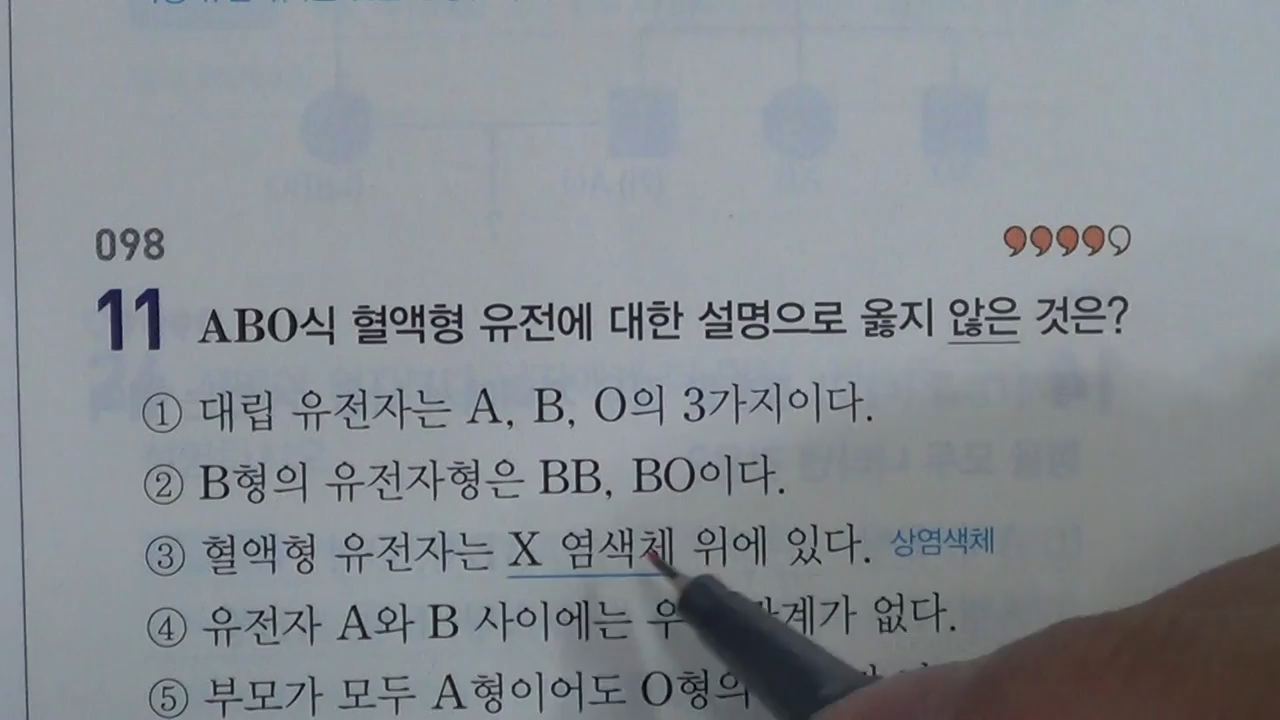 098
11 ABO식 혈액형 유전에 대한 설명으로 옳지 않은 것은?
① 대립 유전자는 A, B, O의 3가지이다.
② B형의 유전자형은 BB, BO이다.
③ 혈액형 유전자는 X 염색체 위에 있다. 상염색체
④ 유전자 A와 B 사이에는 없다.
⑤ 부모가 모두 A형이어도 O형의